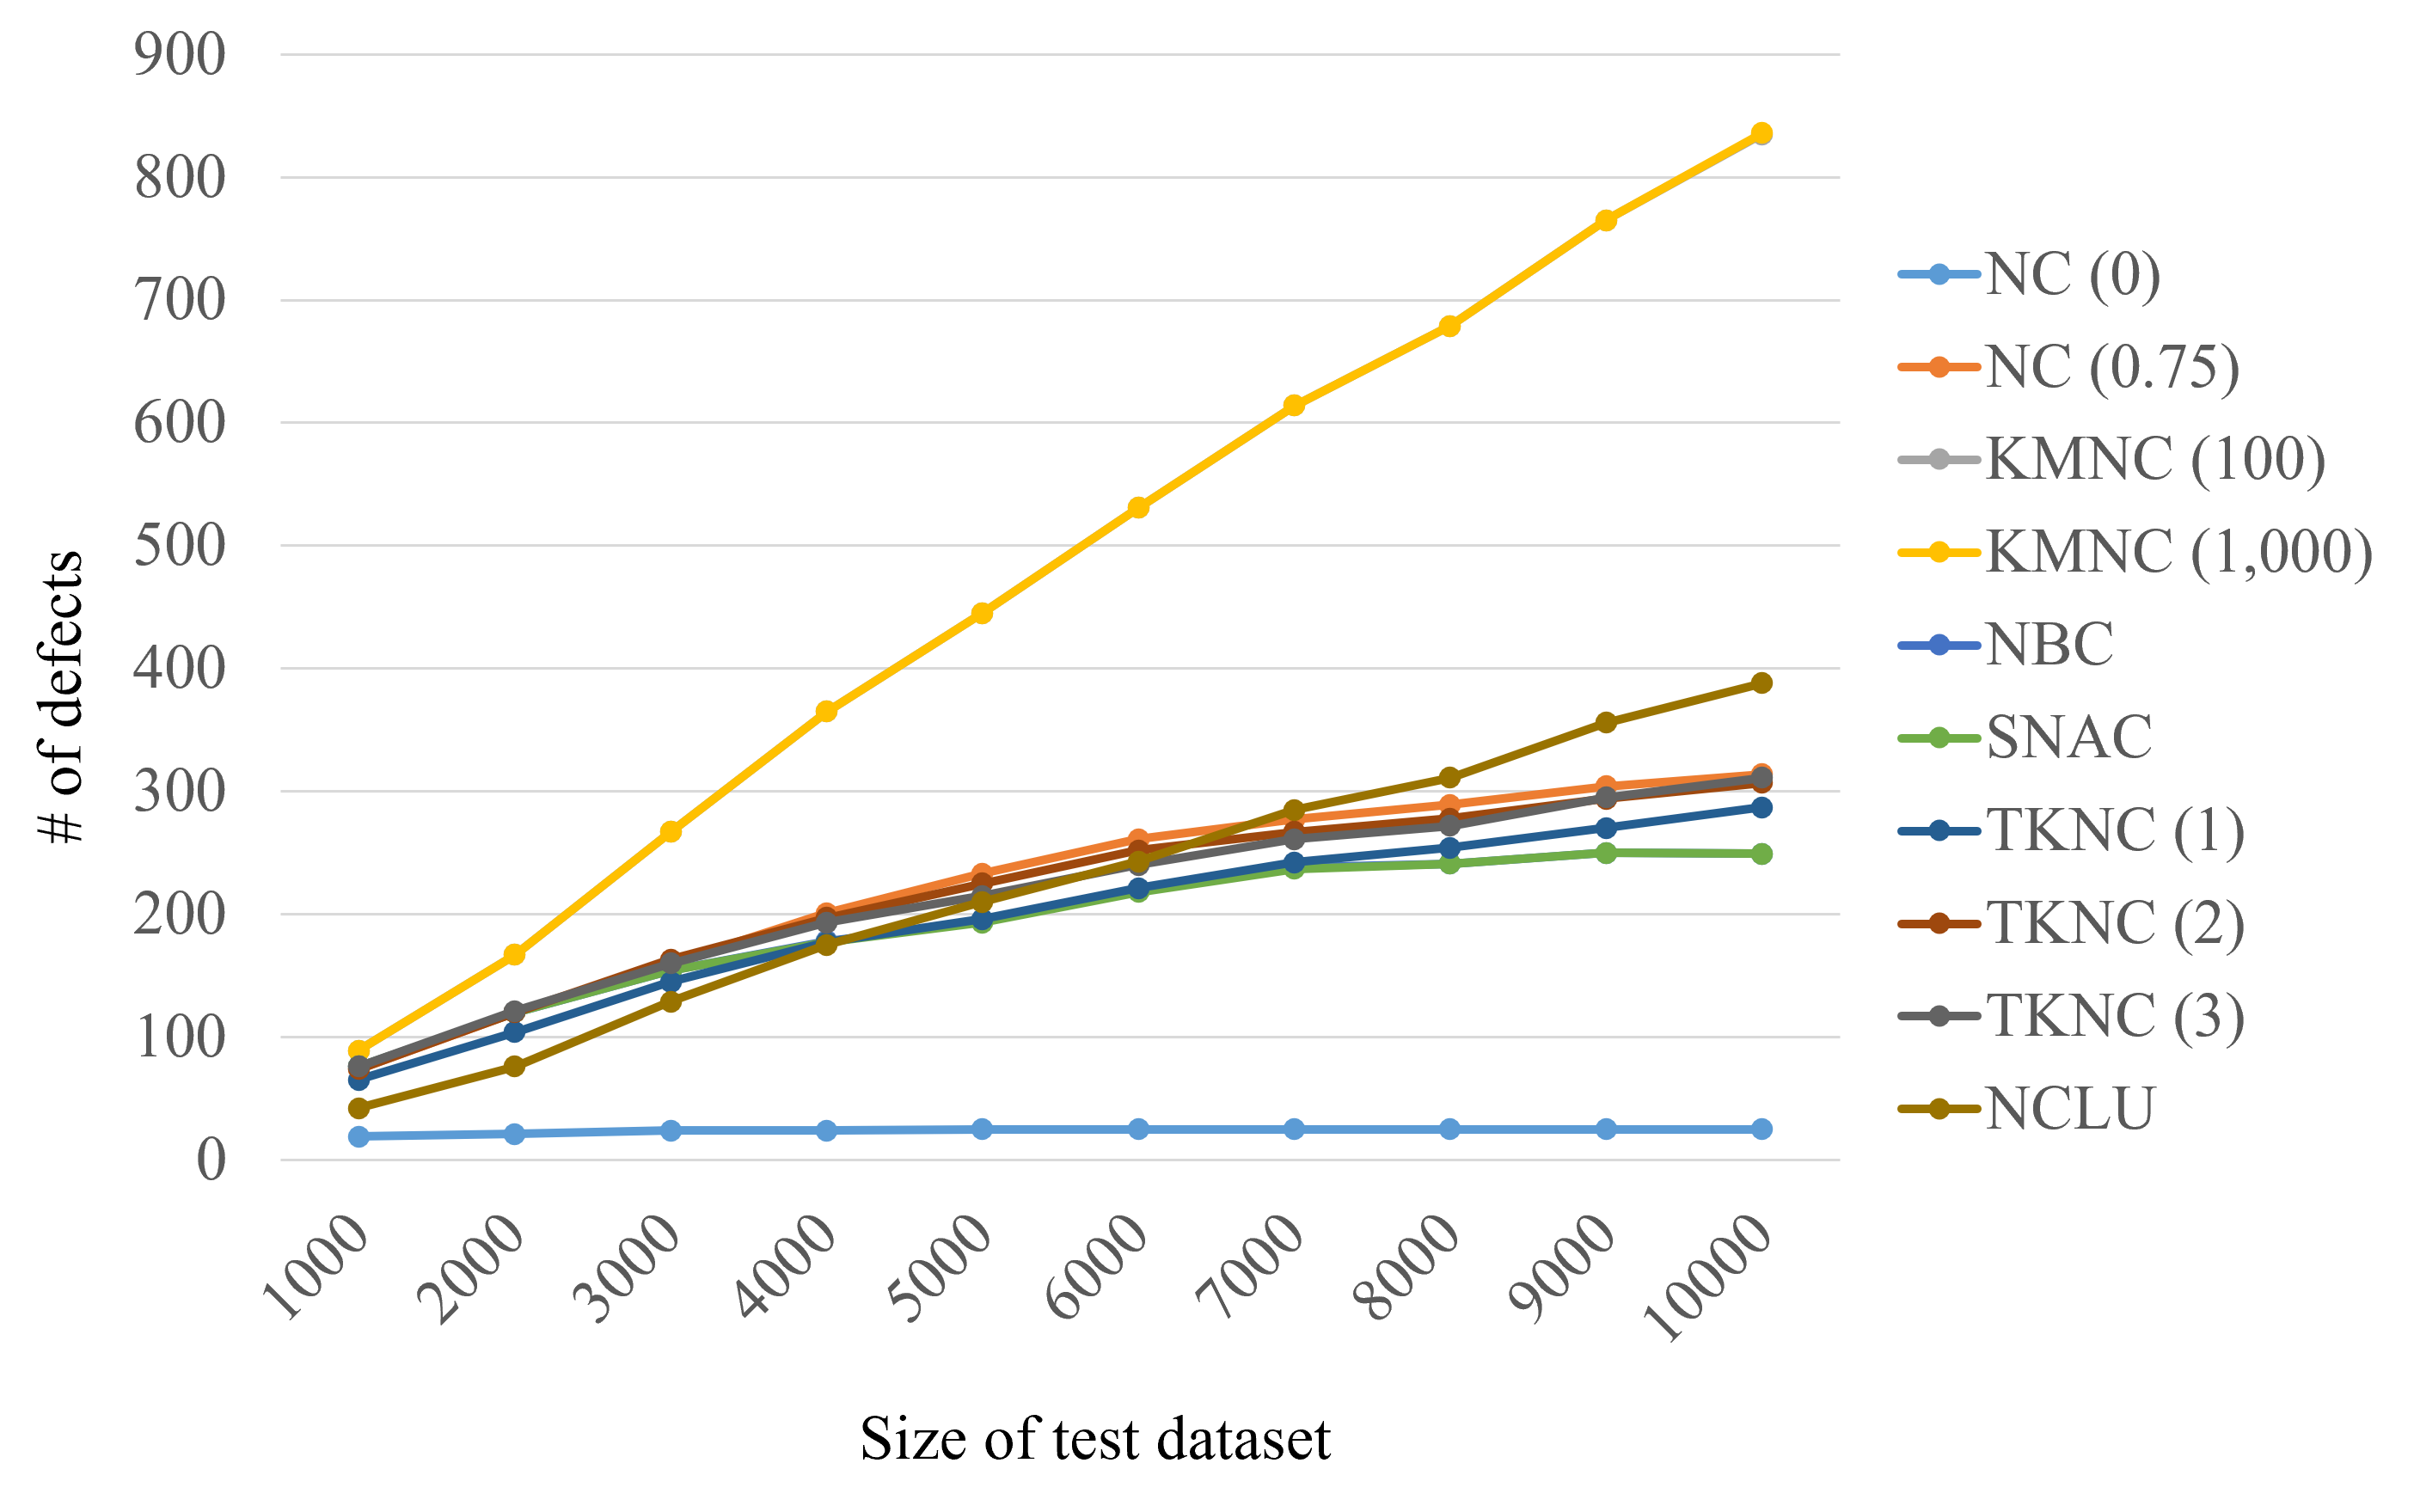 900
800
700
600
500
400
300
200
100
0
# of defects
1000
2000
3000
4000
5000
6000
7000
8000
9000
10000
Size of test dataset
NC (0)
NC (0.75)
KMNC (100)
KMNC (1,000)
NBC
SNAC
TKNC (1)
TKNC (2)
TKNC (3)
NCLU